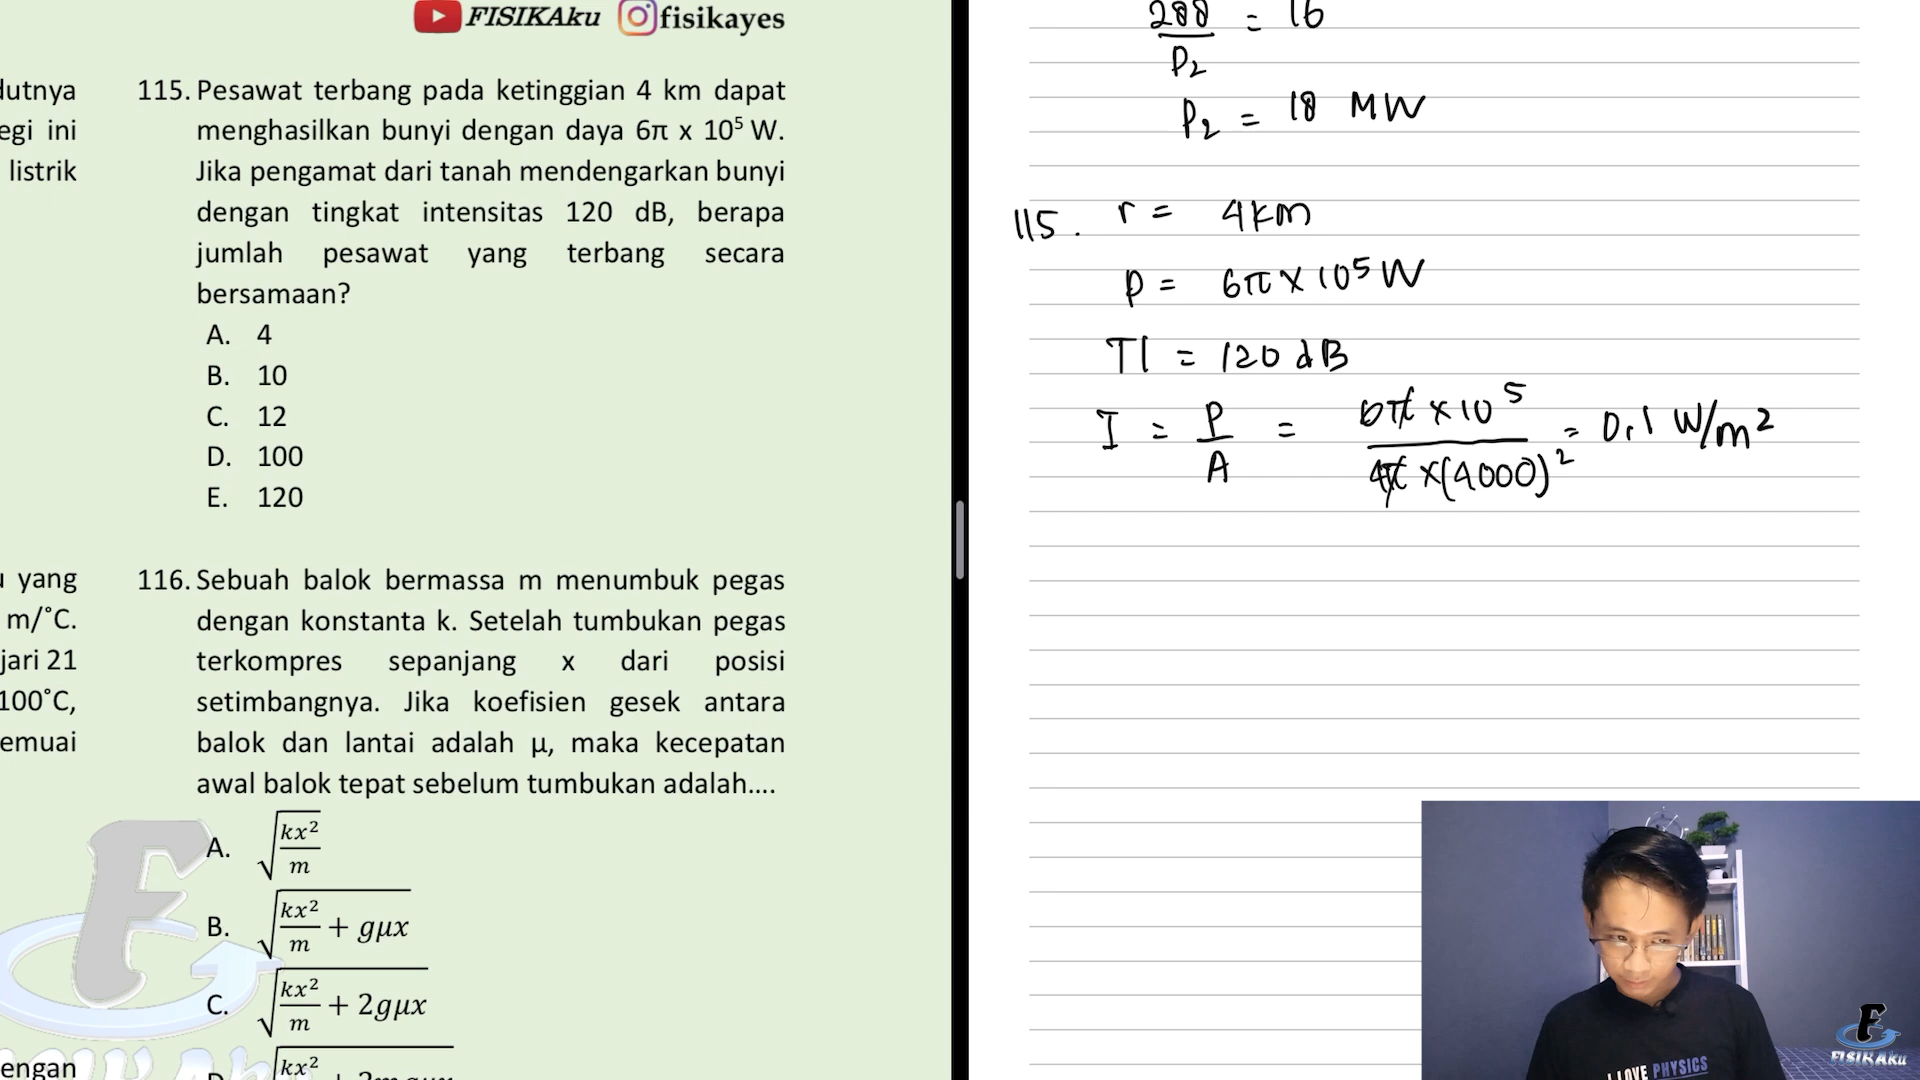 FISIKAku fisikayes
dutnya
egi ini
listrik
yang
m/˚C.
jari 21
100˚C,
emuai
engan
115. Pesawat terbang pada ketinggian 4 km dapat
menghasilkan bunyi dengan daya 6π x 10⁵ W.
Jika pengamat dari tanah mendengarkan bunyi
dengan tingkat intensitas 120 dB, berapa
jumlah pesawat yang terbang secara
bersamaan?
A. 4
B. 10
C. 12
D. 100
E. 120
116. Sebuah balok bermassa m menumbuk pegas
dengan konstanta k. Setelah tumbukan pegas
terkompres sepanjang x dari posisi
setimbangnya. Jika koefisien gesek antara
balok dan lantai adalah μ, maka kecepatan
awal balok tepat sebelum tumbukan adalah....
A. √(kx²/m)
B. √(kx²/m + gμx)
C. √(kx²/m + 2gμx)
kx²
= 16
P₂
P₂ = 18 MW
115. r = 4 km
P = 6π x 10⁵ W
TI = 120 dB
I = P/A = 6π x 10⁵ / 4π x (4000)² = 0,1 W/m²
I LOVE PHYSICS
FISIKAku